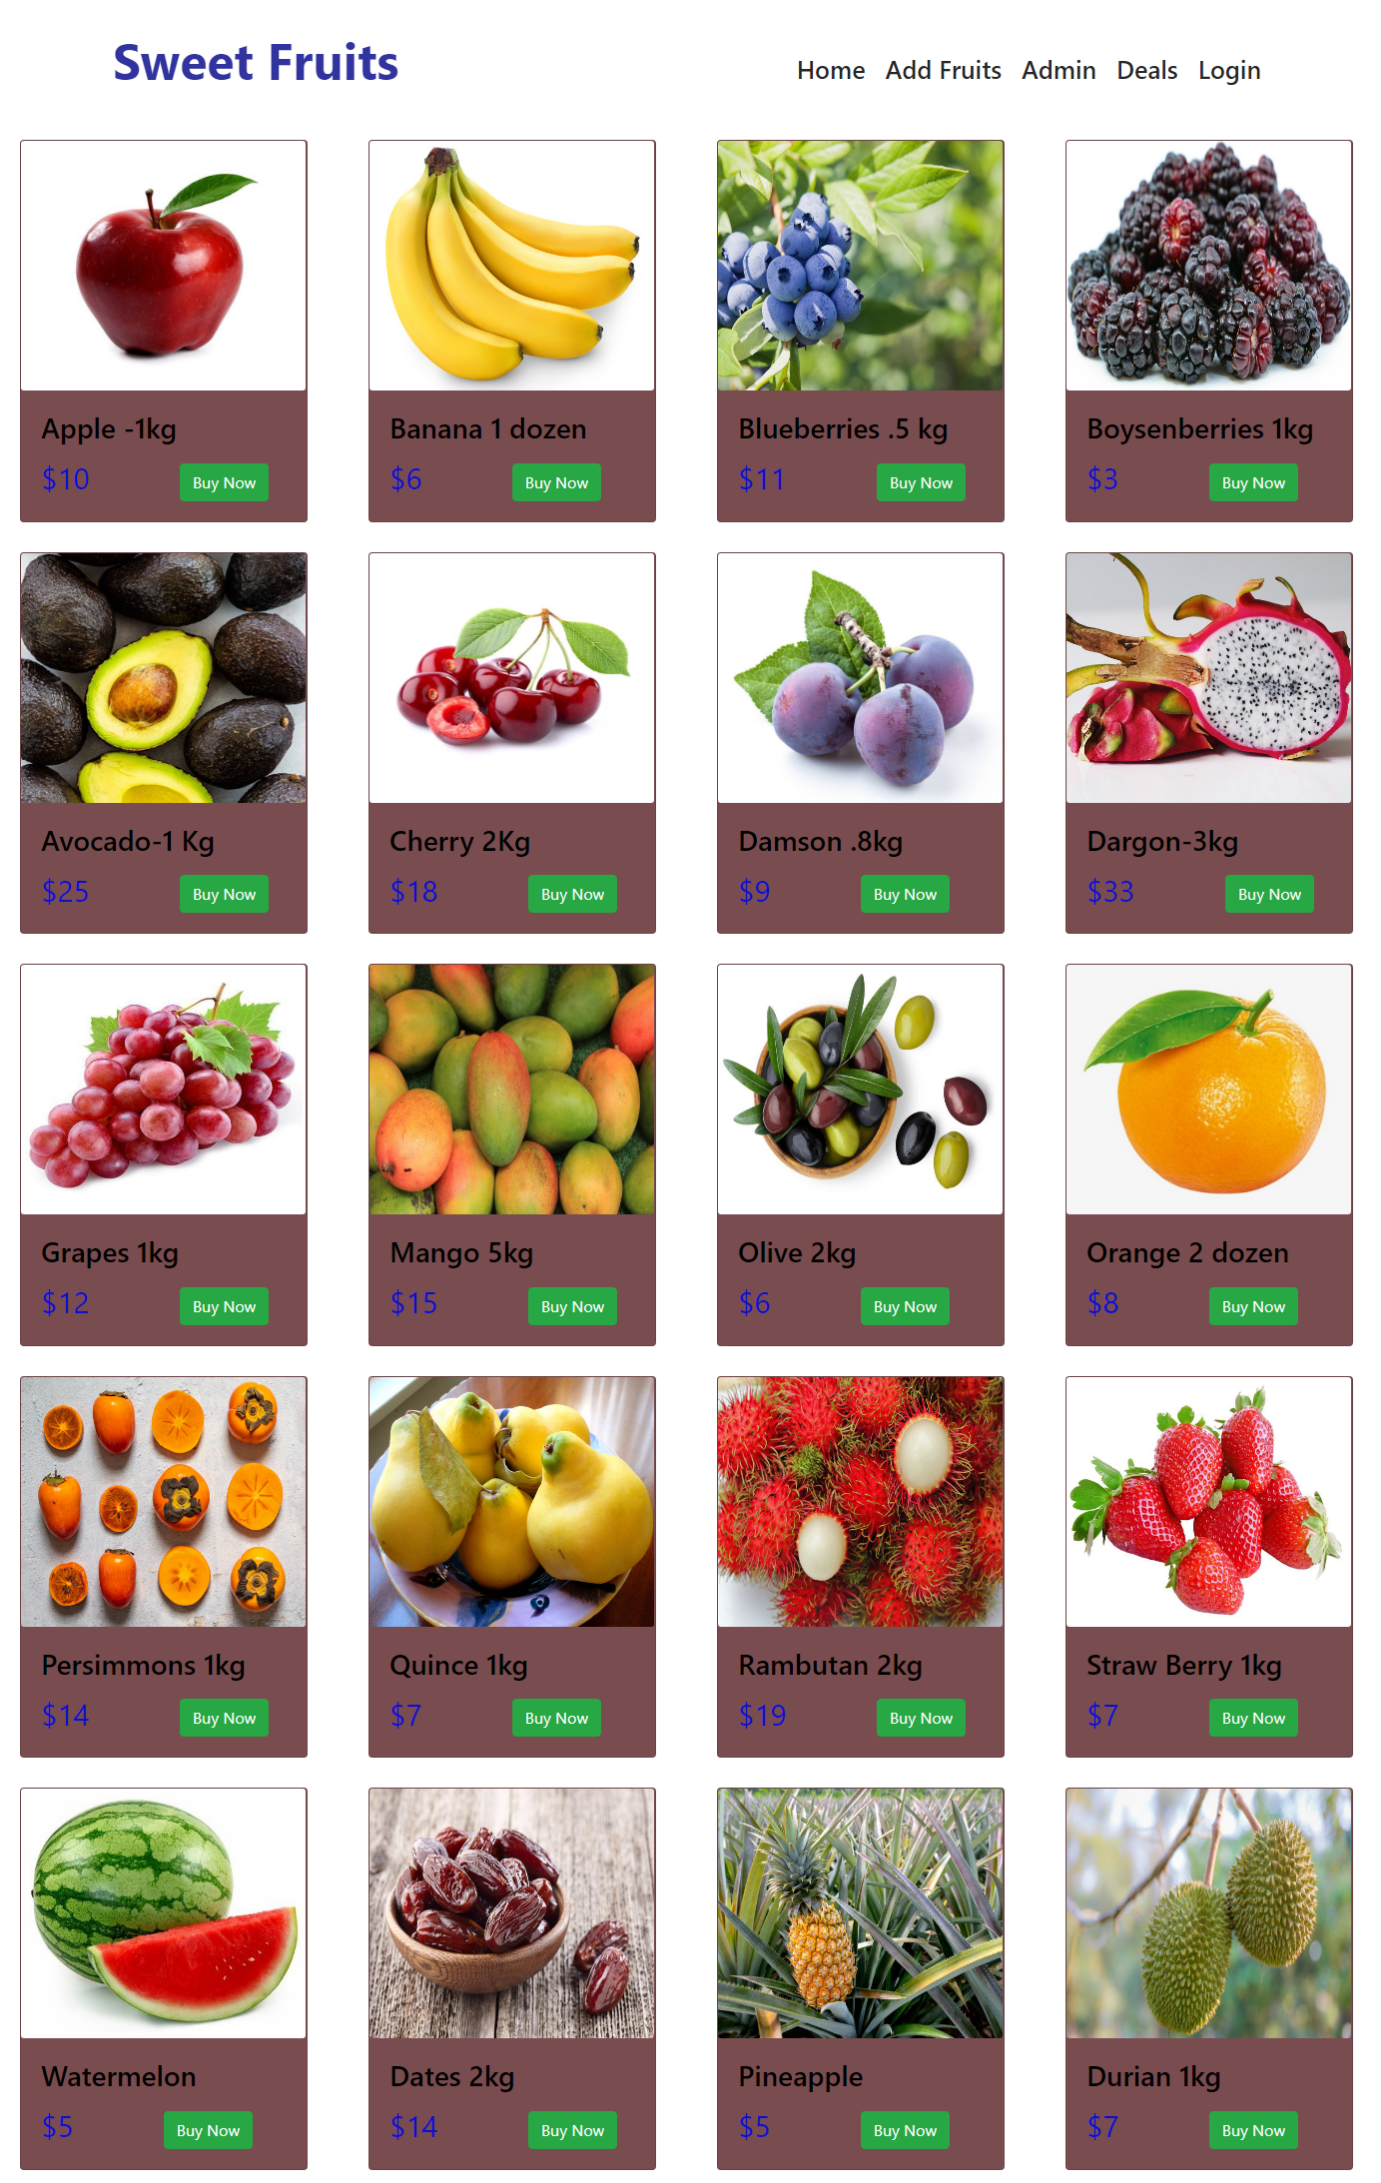 Sweet Fruits
Home Add Fruits Admin Deals Login
Apple -1kg
$10 Buy Now
Banana 1 dozen
$6 Buy Now
Blueberries .5 kg
$11 Buy Now
Boysenberries 1kg
$3 Buy Now
Avocado-1 Kg
$25 Buy Now
Cherry 2Kg
$18 Buy Now
Damson .8kg
$9 Buy Now
Dargon-3kg
$33 Buy Now
Grapes 1kg
$12 Buy Now
Mango 5kg
$15 Buy Now
Olive 2kg
$6 Buy Now
Orange 2 dozen
$8 Buy Now
Persimmons 1kg
$14 Buy Now
Quince 1kg
$7 Buy Now
Rambutan 2kg
$19 Buy Now
Straw Berry 1kg
$7 Buy Now
Watermelon
$5 Buy Now
Dates 2kg
$14 Buy Now
Pineapple
$5 Buy Now
Durian 1kg
$7 Buy Now